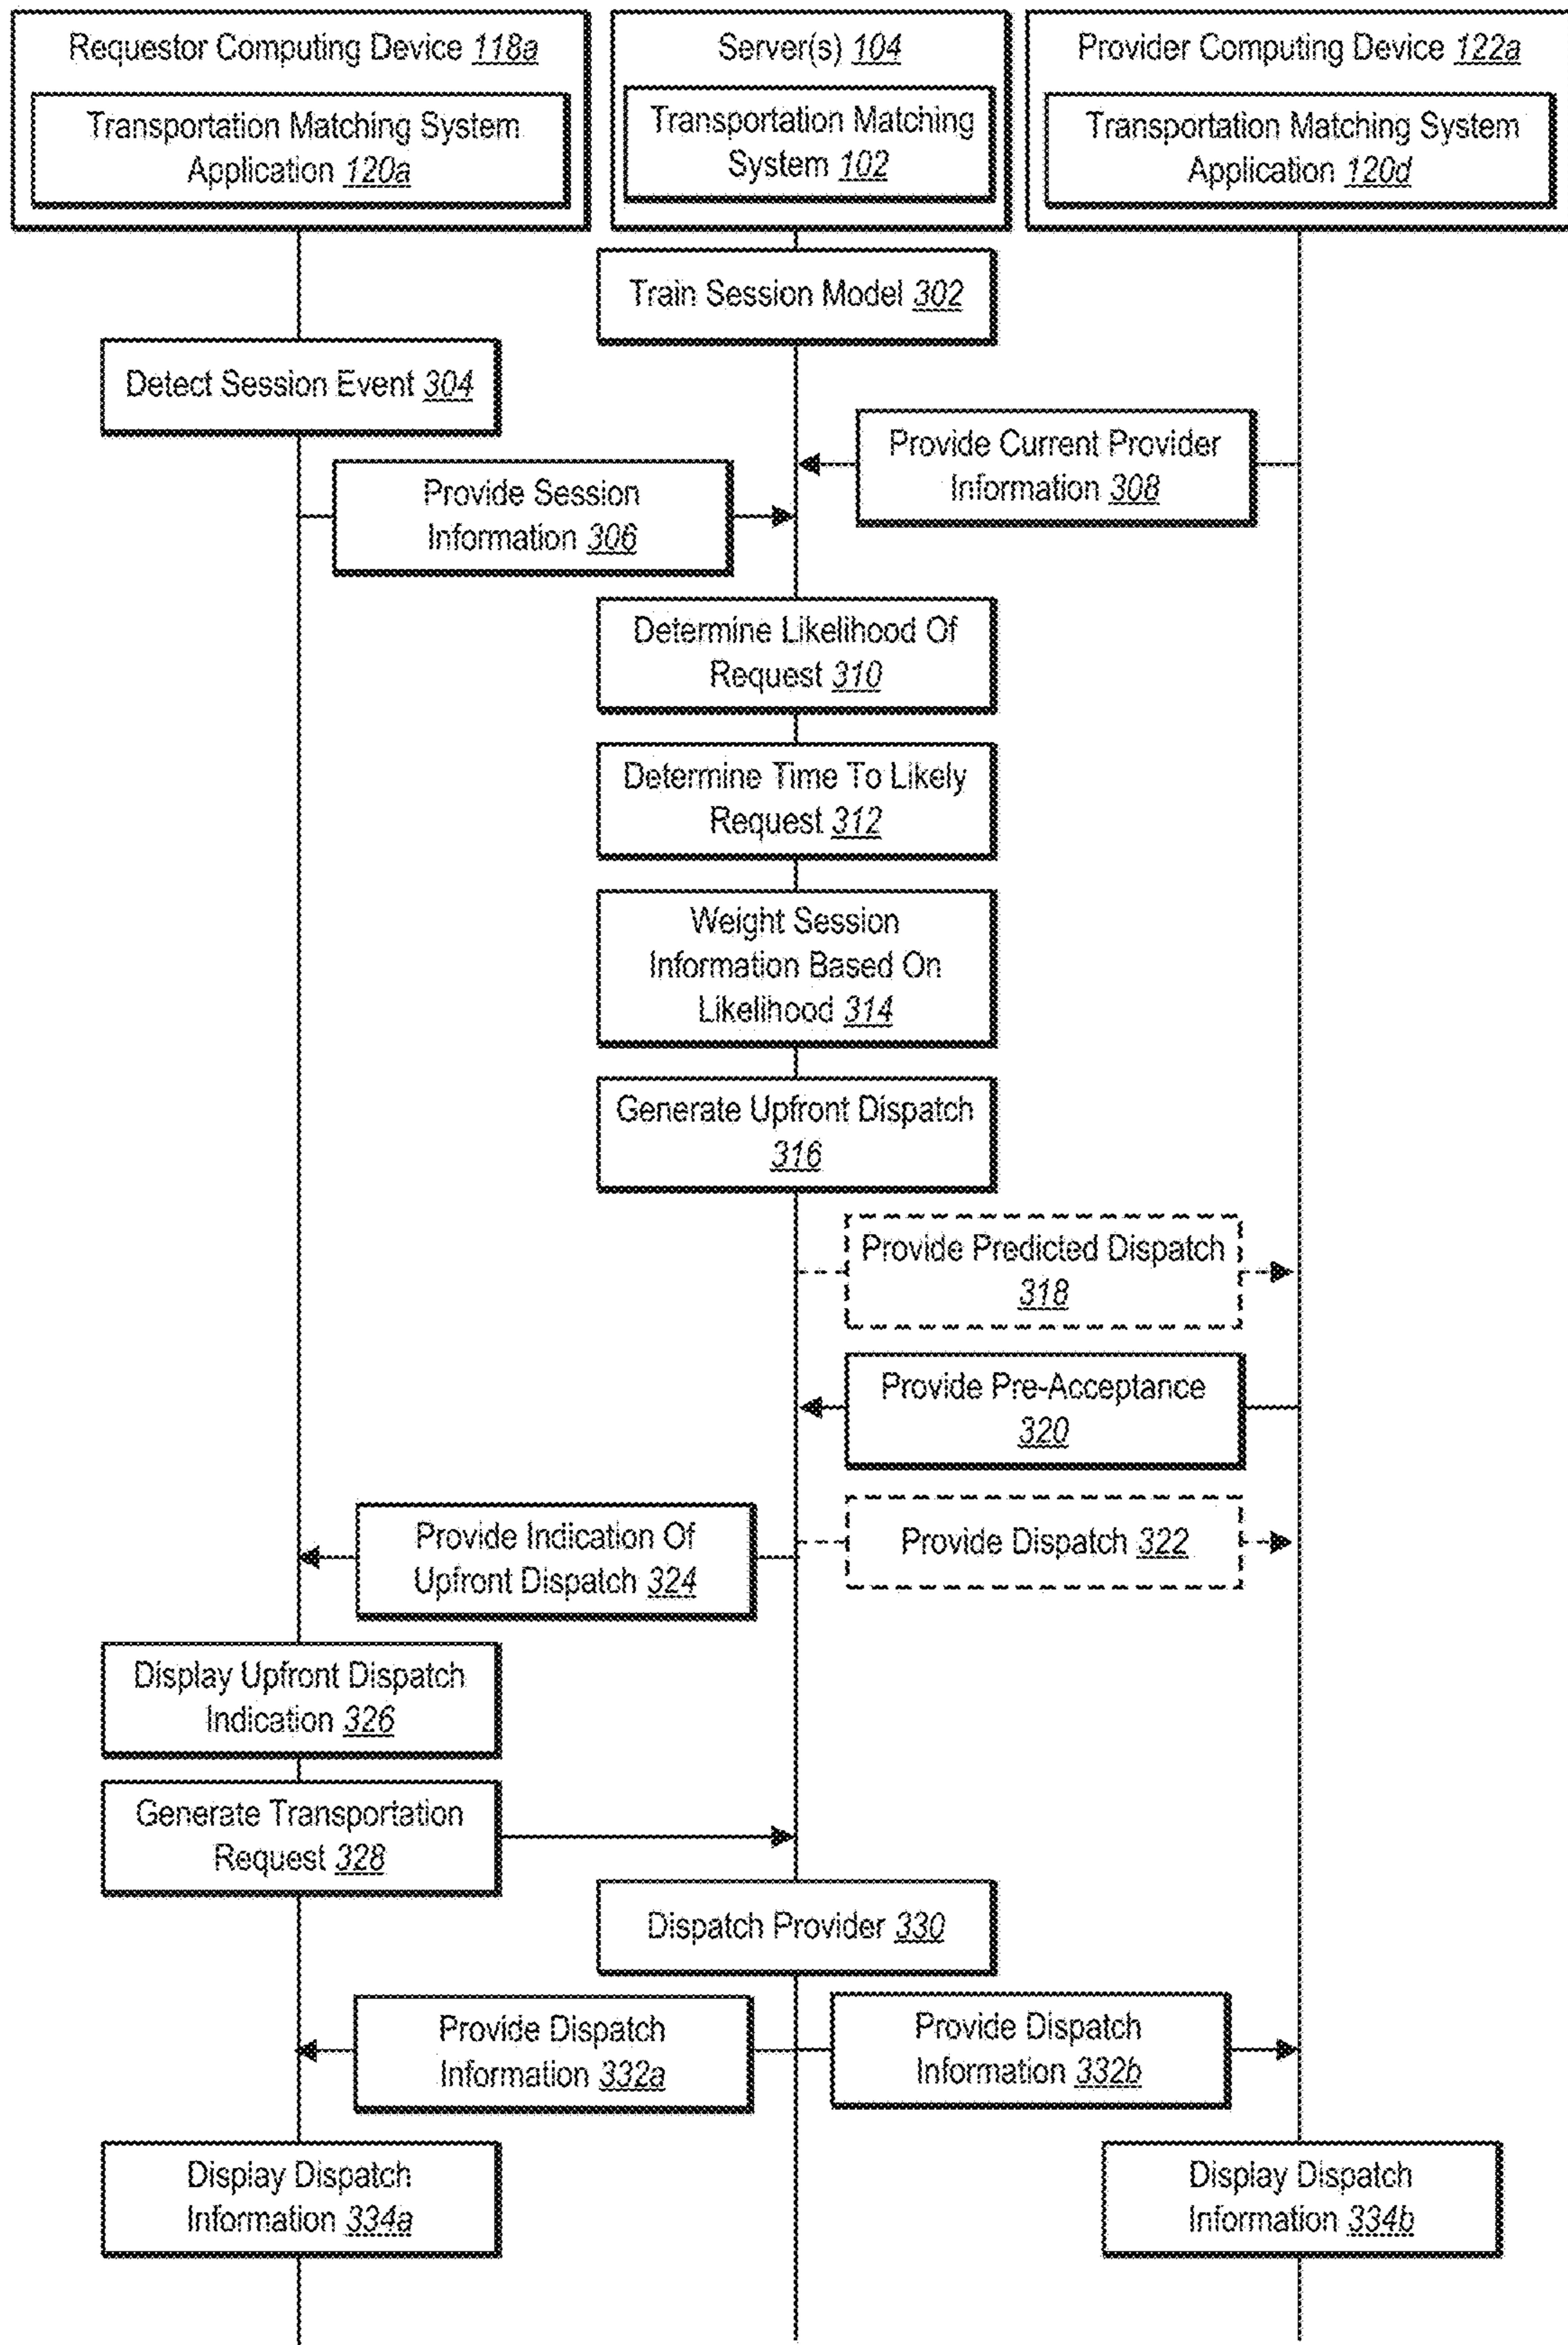 Requestor Computing Device 118a
Transportation Matching System
Application 120a
Server(s) 104
Transportation Matching
System 102
Provider Computing Device 122a
Transportation Matching System
Application 120d
Train Session Model 302
Detect Session Event 304
Provide Current Provider
Information 308
Provide Session
Information 306
Determine Likelihood Of
Request 310
Determine Time To Likely
Request 312
Weight Session
Information Based On
Likelihood 314
Generate Upfront Dispatch
316
Provide Predicted Dispatch
318
Provide Pre-Acceptance
320
Provide Indication Of
Upfront Dispatch 324
Provide Dispatch 322
Display Upfront Dispatch
Indication 326
Generate Transportation
Request 328
Dispatch Provider 330
Provide Dispatch
Information 332a
Provide Dispatch
Information 332b
Display Dispatch
Information 334a
Display Dispatch
Information 334b